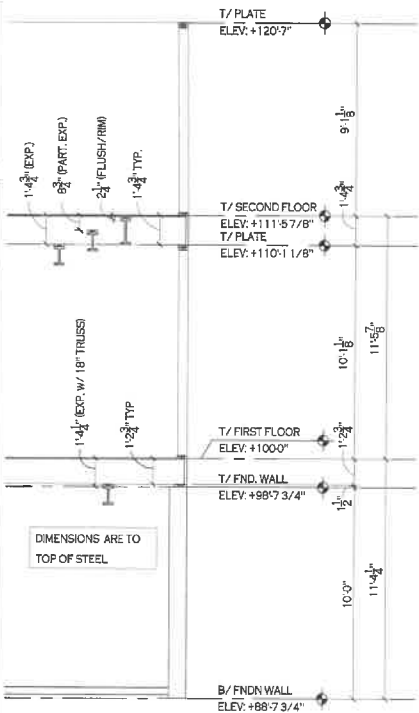 T/ PLATE
ELEV: +120'-7"
9'-1 1/8"
1'-4 3/4" (EXP.)
8 3/4" (PART. EXP.)
2 1/4" (FLUSH/RIM)
1'-4 3/4" TYP.
1'-4 3/4"
T/ SECOND FLOOR
ELEV: +111'-5 7/8"
T/ PLATE
ELEV: +110'-1 1/8"
10'-1 1/8"
11'-5 7/8"
1'-4 1/4" (EXP. W/ 18" TRUSS)
1'-2 3/4" TYP
T/ FIRST FLOOR
ELEV: +100'-0"
1'-2 3/4"
T/ FND. WALL
ELEV: +98'-7 3/4"
1 1/2"
DIMENSIONS ARE TO
TOP OF STEEL
10'-0"
11'-4 1/4"
B/ FNDN WALL
ELEV: +88'-7 3/4"